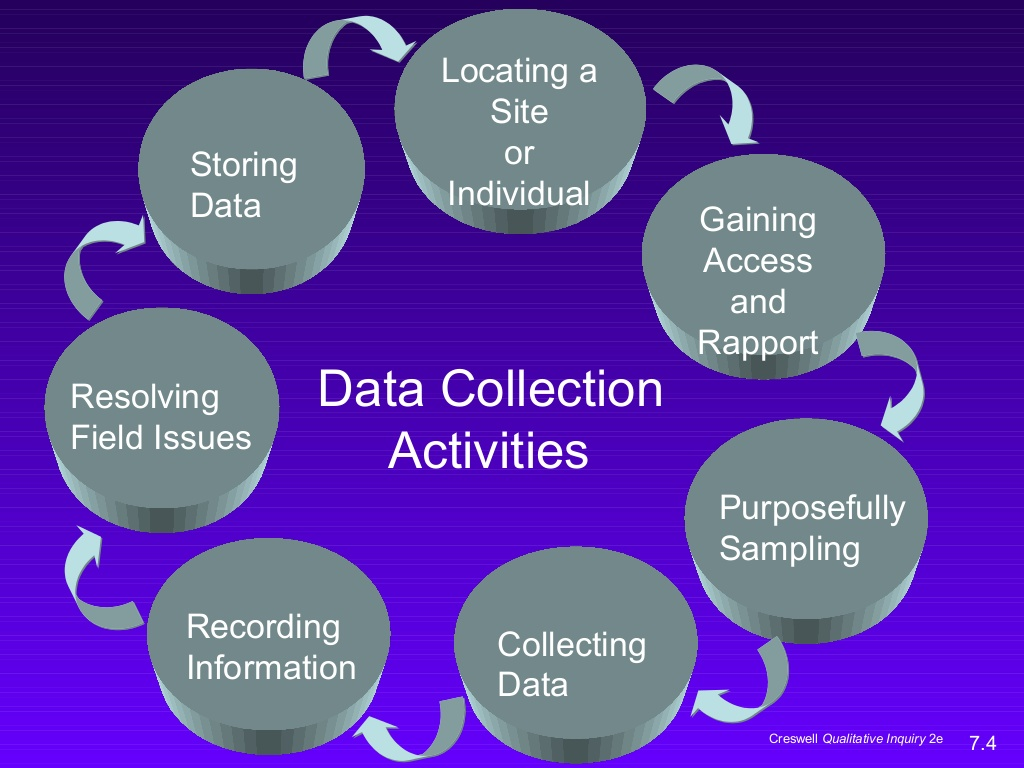 Locating a
Site
or
Individual
Gaining
Access
and
Rapport
Purposefully
Sampling
Collecting
Data
Recording
Information
Resolving
Field Issues
Storing
Data
Data Collection
Activities
Creswell Qualitative Inquiry 2e
7.4